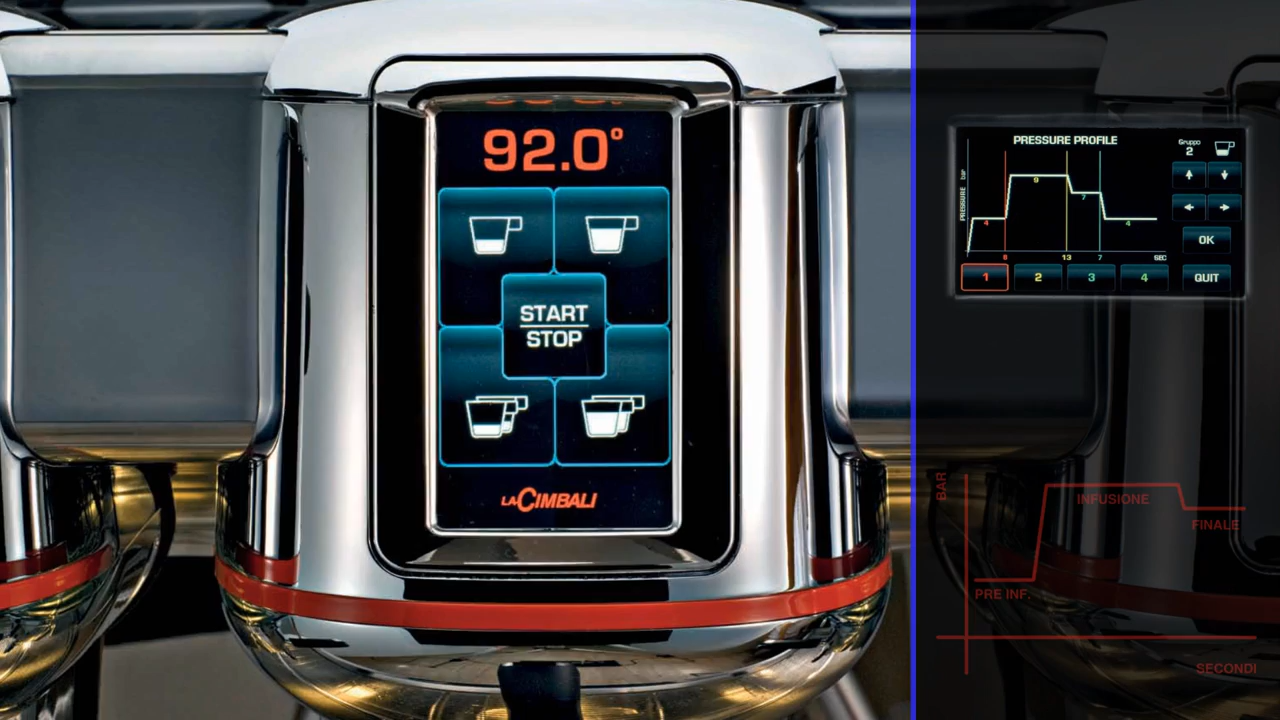 92.0°
START
STOP
LACIMBALI
PRESSURE PROFILE
Gruppo
2
PRESSURE bar
9
7
4
4
8
13
7
SEC
OK
1
2
3
4
QUIT
BAR
INFUSIONE
FINALE
PRE INF.
SECONDI